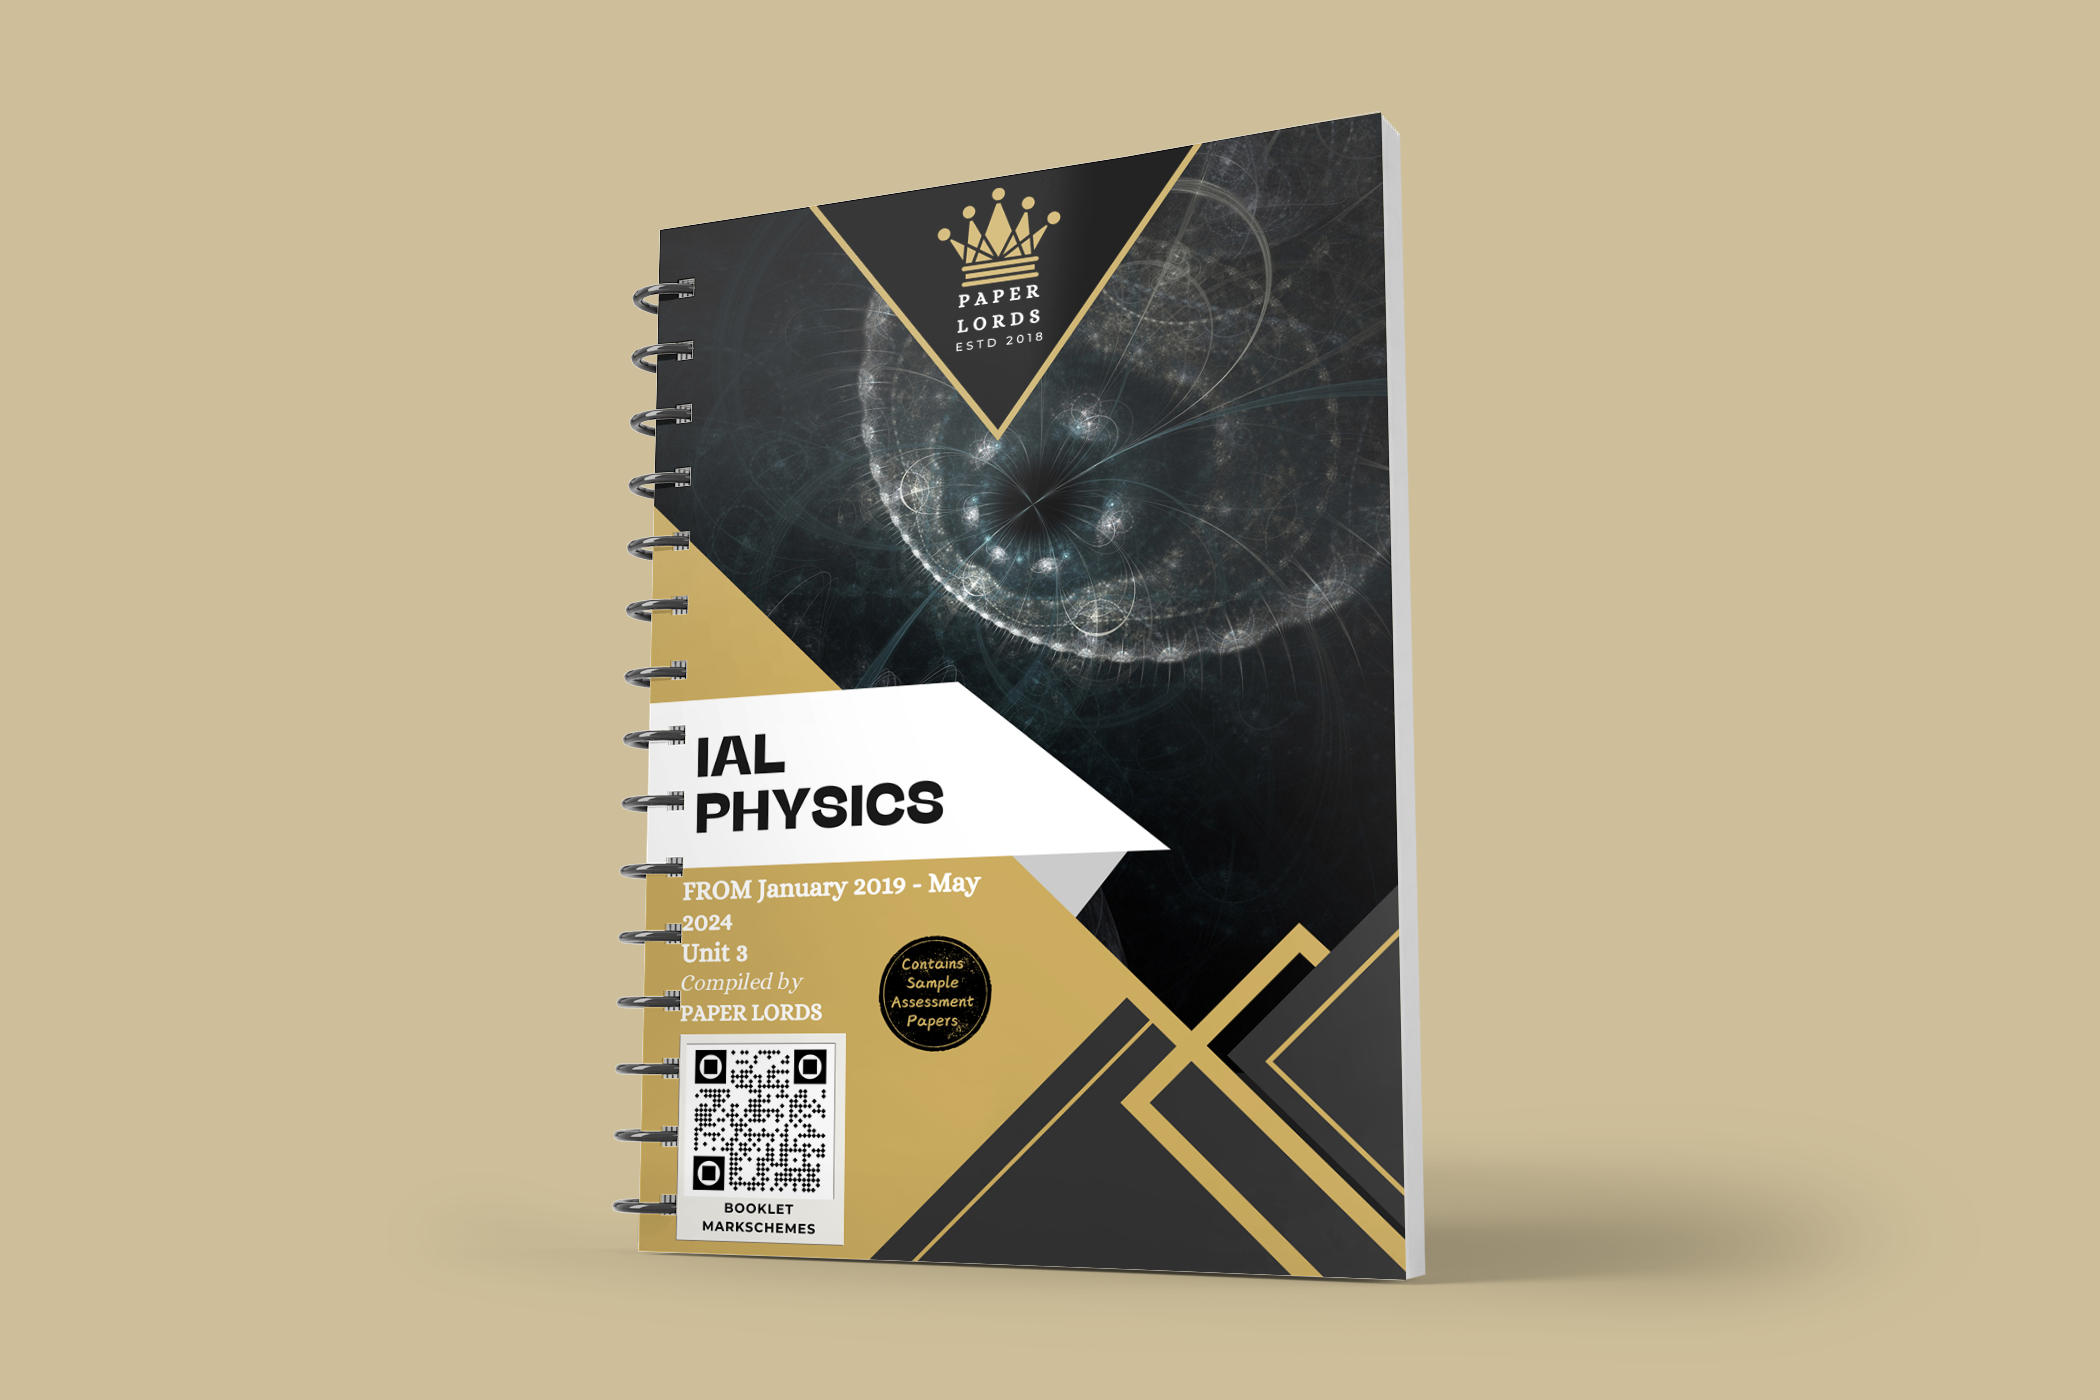 PAPER
LORDS
ESTD 2018
IAL
PHYSICS
FROM January 2019 - May
2024
Unit 3
Compiled by
PAPER LORDS
Contains
Sample
Assessment
Papers
BOOKLET
MARKSCHEMES